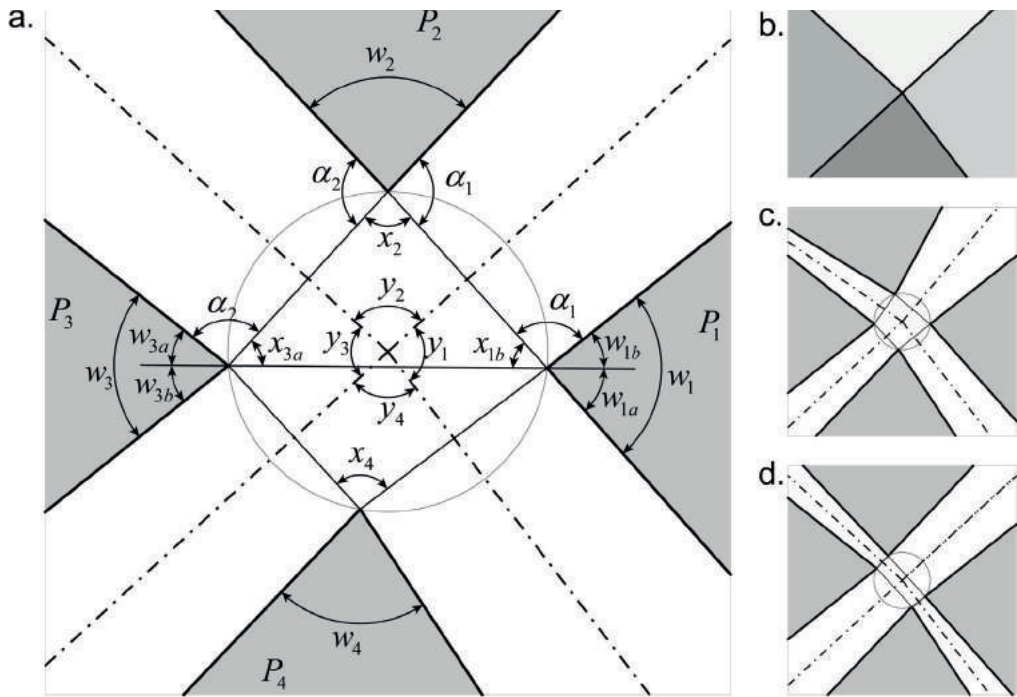 a.
P₂
w₂
α₂ α₁
x₂
P₃ α₂ y₂ α₁ P₁
w₃ₐ x₃ₐ y₃ y₁ x₁b w₁b
w₃ w₁
w₃b y₄ w₁ₐ
x₄
w₄
P₄
b.
c.
d.